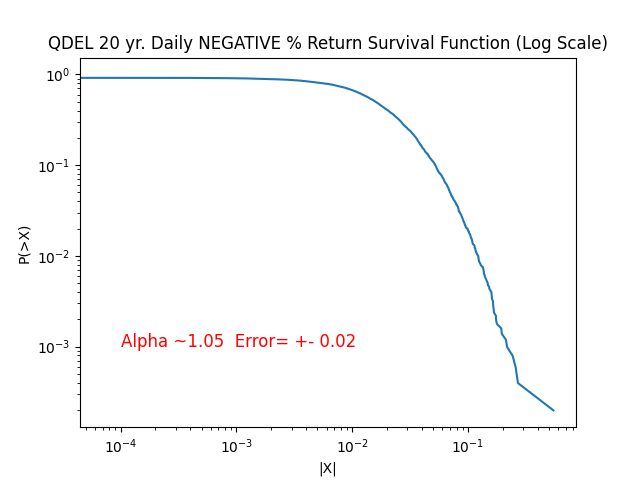 QDEL 20 yr. Daily NEGATIVE % Return Survival Function (Log Scale)
10⁰
10⁻¹
10⁻²
10⁻³
P(>X)
Alpha ~1.05  Error= +- 0.02
10⁻⁴ 10⁻³ 10⁻² 10⁻¹
|X|